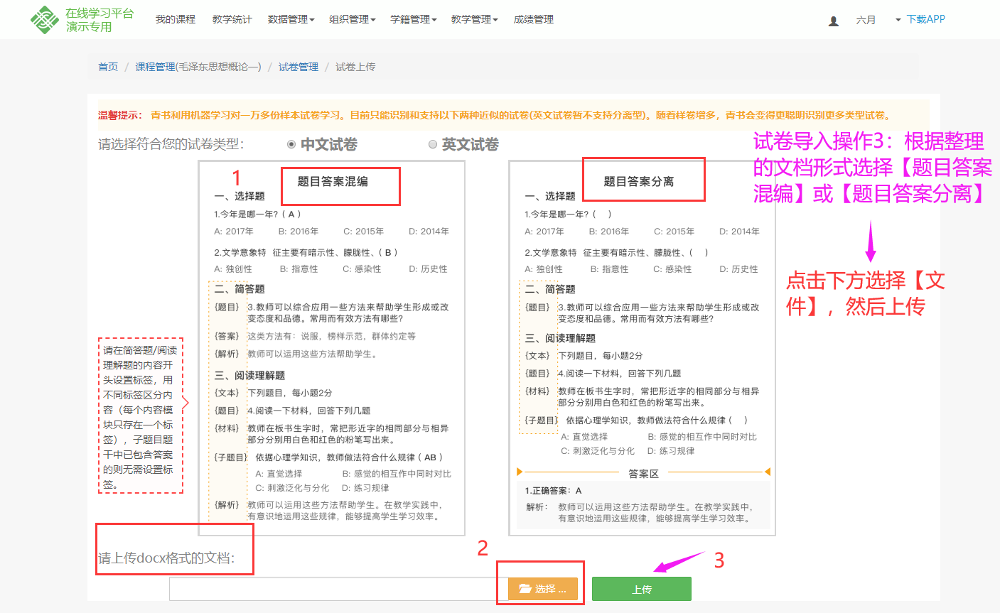 在线学习平台
演示专用
我的课程 教学统计 数据管理 组织管理 学籍管理 教学管理 成绩管理
六月 下载APP
首页 / 课程管理(毛泽东思想概论一) / 试卷管理 / 试卷上传
温馨提示: 青书利用机器学习对一万多份样本试卷学习。目前只能识别和支持以下两种近似的试卷(英文试卷暂不支持分离型)。随着样卷增多，青书会变得更聪明识别更多类型试卷。
请选择符合您的试卷类型: 中文试卷 英文试卷
试卷导入操作3：根据整理
的文档形式选择【题目答案
混编】或【题目答案分离】
点击下方选择【文
件】，然后上传
1
题目答案混编
一、选择题
1.今年是哪一年?（ A ）
A: 2017年 B: 2016年 C: 2015年 D: 2014年
2.文学意象特 征主要有暗示性、朦胧性、（ B ）
A: 独创性 B: 指意性 C: 感染性 D: 历史性
二、简答题
{题目} 3.教师可以综合应用一些方法来帮助学生形成或改
变态度和品德。常用而有效方法有哪些?
{答案} 这类方法有：说服，榜样示范，群体约定等
{解析} 教师可以运用这些方法帮助学生。
三、阅读理解题
{文本} 下列题目，每小题2分
{题目} 4.阅读一下材料，回答下列几题
{材料} 教师在板书生字时，常把形近字的相同部分与相异
部分分别用白色和红色的粉笔写出来。
{子题目} 依据心理学知识，教师做法符合什么规律（ AB ）
A: 直觉选择 B: 感觉的相互作中同时对比
C: 刺激泛化与分化 D: 练习规律
{解析} 教师可以运用这些方法帮助学生。在教学实践中，
有意识地运用这些规律，能够提高学生学习效率。
题目答案分离
一、选择题
1.今年是哪一年?（ ）
A: 2017年 B: 2016年 C: 2015年 D: 2014年
2.文学意象特 征主要有暗示性、朦胧性、（ ）
A: 独创性 B: 指意性 C: 感染性 D: 历史性
二、简答题
{题目} 3.教师可以综合应用一些方法来帮助学生形成或改
变态度和品德。常用而有效方法有哪些?
三、阅读理解题
{文本} 下列题目，每小题2分
{题目} 4.阅读一下材料，回答下列几题
{材料} 教师在板书生字时，常把形近字的相同部分与相异
部分分别用白色和红色的粉笔写出来。
{子题目} 依据心理学知识，教师做法符合什么规律（ ）
A: 直觉选择 B: 感觉的相互作中同时对比
C: 刺激泛化与分化 D: 练习规律
答案区
1.正确答案：A
解析： 教师可以运用这些方法帮助学生。在教学实践中，
有意识地运用这些规律，能够提高学生学习效率。
请在简答题/阅读
理解题的内容开
头设置标签，用
不同标签区分内
容（每个内容模
块只存在一个标
签），子题目题
干中已包含答案
的则无需设置标
签。
请上传docx格式的文档:
2
选择 ...
3
上传